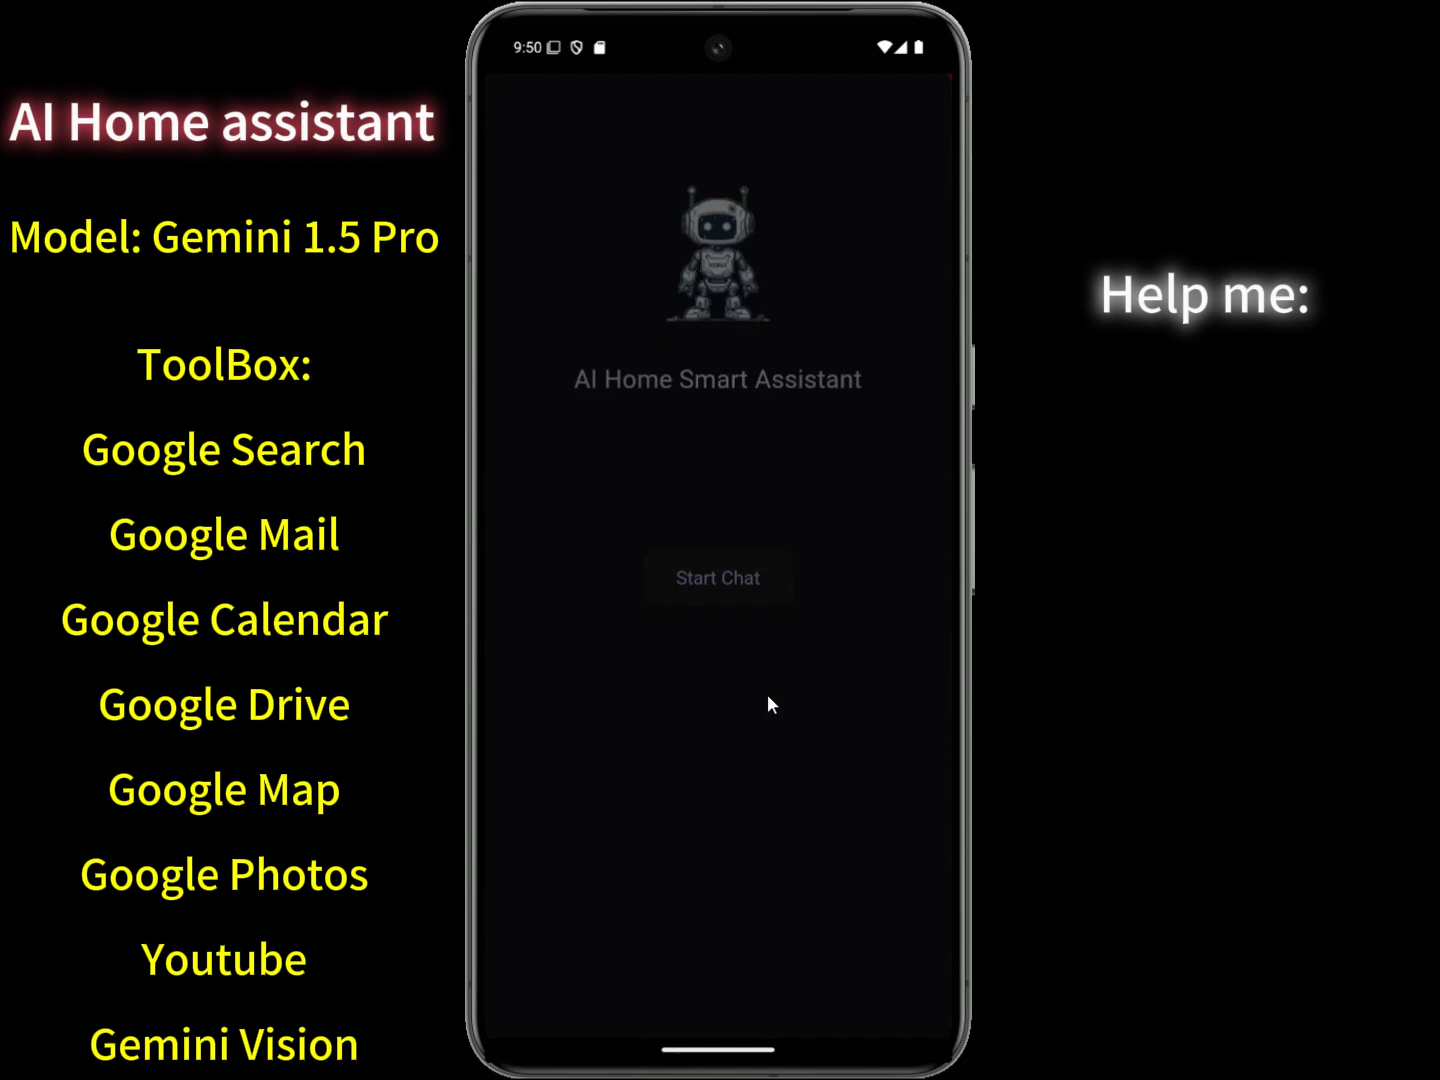 AI Home assistant
Model: Gemini 1.5 Pro
ToolBox:
Google Search
Google Mail
Google Calendar
Google Drive
Google Map
Google Photos
Youtube
Gemini Vision
9:50
AI Home Smart Assistant
Start Chat
Help me: